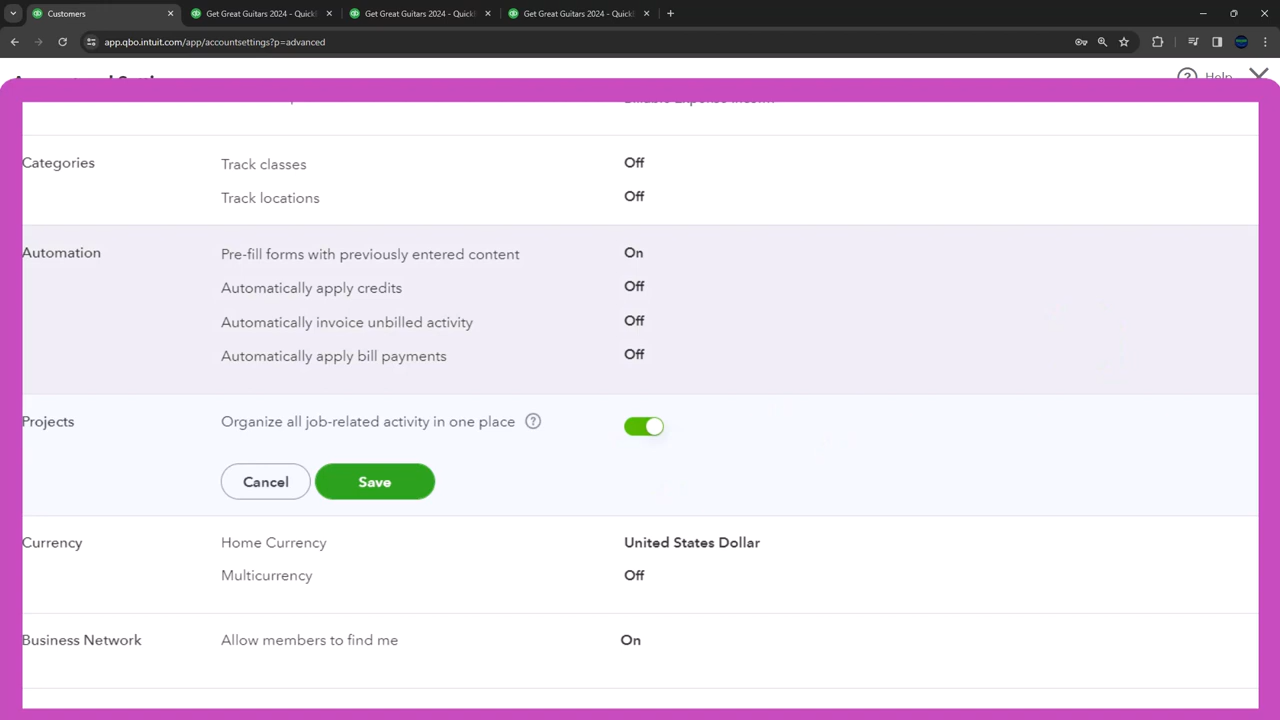 Customers
Get Great Guitars 2024 - Quick
Get Great Guitars 2024 - Quick
Get Great Guitars 2024 - Quick
app.qbo.intuit.com/app/accountsettings?p=advanced
Help
Billable Expense Income
Categories
Track classes
Off
Track locations
Off
Automation
Pre-fill forms with previously entered content
On
Automatically apply credits
Off
Automatically invoice unbilled activity
Off
Automatically apply bill payments
Off
Projects
Organize all job-related activity in one place
Cancel
Save
Currency
Home Currency
United States Dollar
Multicurrency
Off
Business Network
Allow members to find me
On